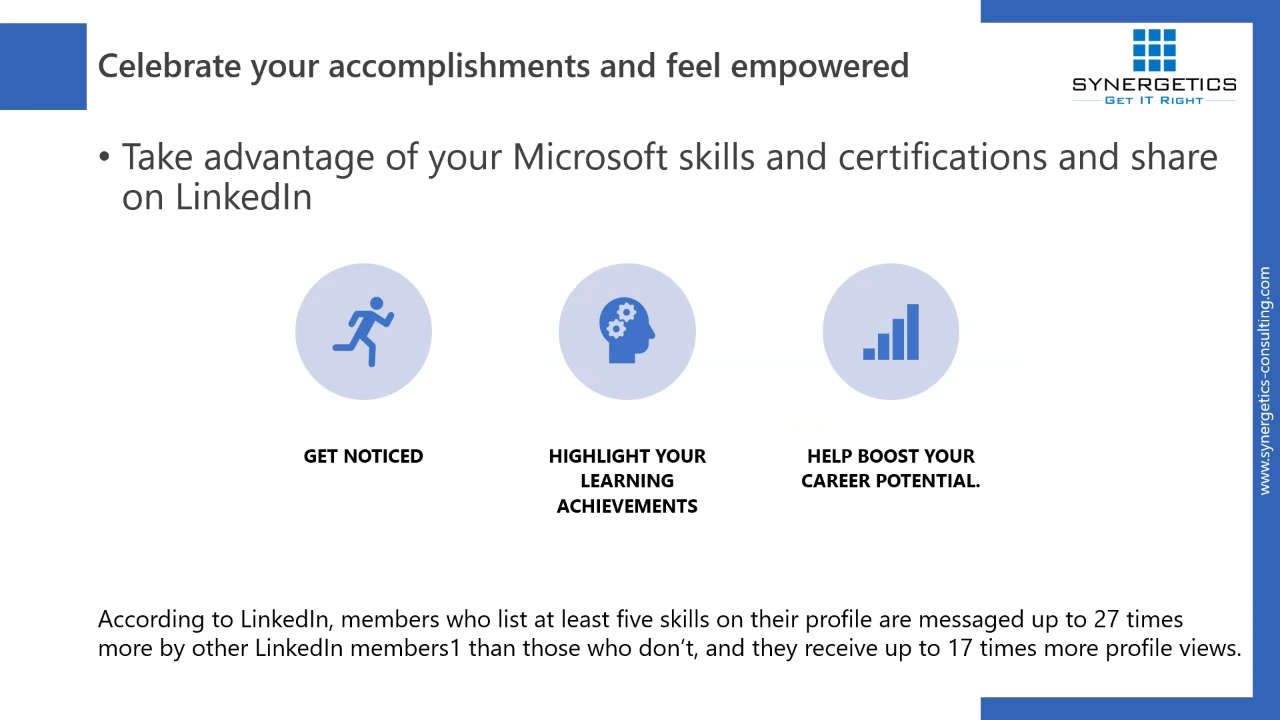 Celebrate your accomplishments and feel empowered
SYNERGETICS
GET IT RIGHT
• Take advantage of your Microsoft skills and certifications and share
on LinkedIn
GET NOTICED
HIGHLIGHT YOUR
LEARNING
ACHIEVEMENTS
HELP BOOST YOUR
CAREER POTENTIAL.
According to LinkedIn, members who list at least five skills on their profile are messaged up to 27 times
more by other LinkedIn members1 than those who don‘t, and they receive up to 17 times more profile views.
www.synergetics-consulting.com